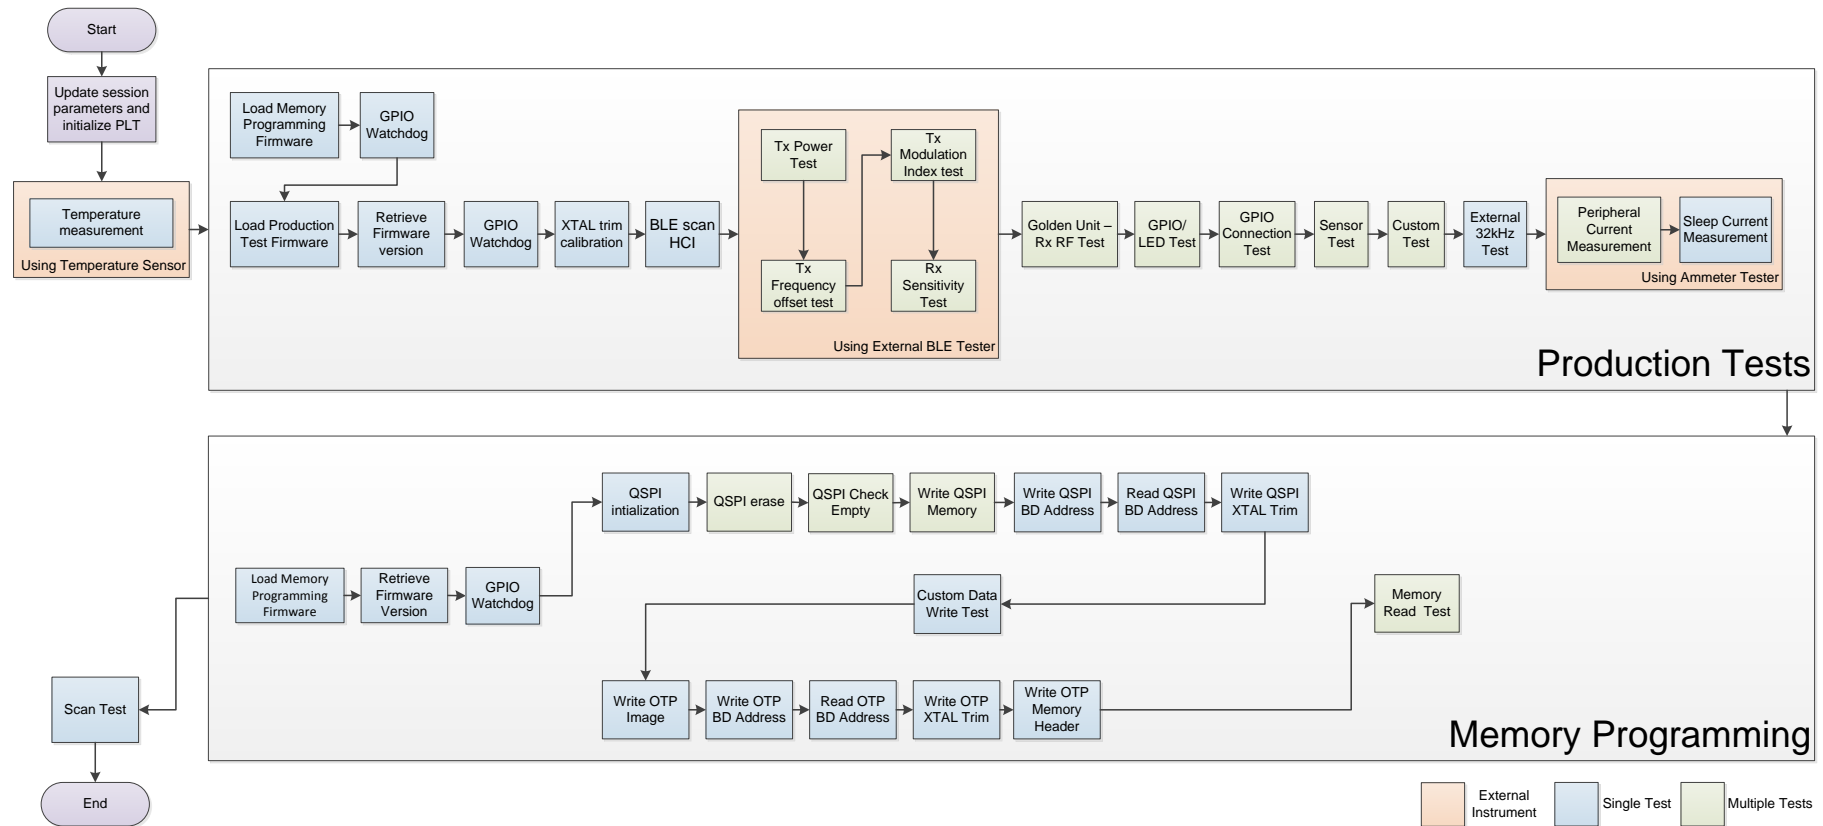 Start
Update session
parameters and
initialize PLT
Temperature
measurement
Using Temperature Sensor
Load Memory
Programming
Firmware
GPIO
Watchdog
Load Production
Test Firmware
Retrieve
Firmware
version
GPIO
Watchdog
XTAL trim
calibration
BLE scan
HCI
Tx Power
Test
Tx
Frequency
offset test
Tx
Modulation
Index test
Rx
Sensitivity
Test
Using External BLE Tester
Golden Unit –
Rx RF Test
GPIO/
LED Test
GPIO
Connection
Test
Sensor
Test
Custom
Test
External
32kHz
Test
Peripheral
Current
Measurement
Sleep Current
Measurement
Using Ammeter Tester
Production Tests
Load Memory
Programming
Firmware
Retrieve
Firmware
Version
GPIO
Watchdog
QSPI
intialization
QSPI erase
QSPI Check
Empty
Write QSPI
Memory
Write QSPI
BD Address
Read QSPI
BD Address
Write QSPI
XTAL Trim
Custom Data
Write Test
Write OTP
Image
Write OTP
BD Address
Read OTP
BD Address
Write OTP
XTAL Trim
Write OTP
Memory
Header
Memory
Read Test
Memory Programming
Scan Test
End
External
Instrument
Single Test
Multiple Tests